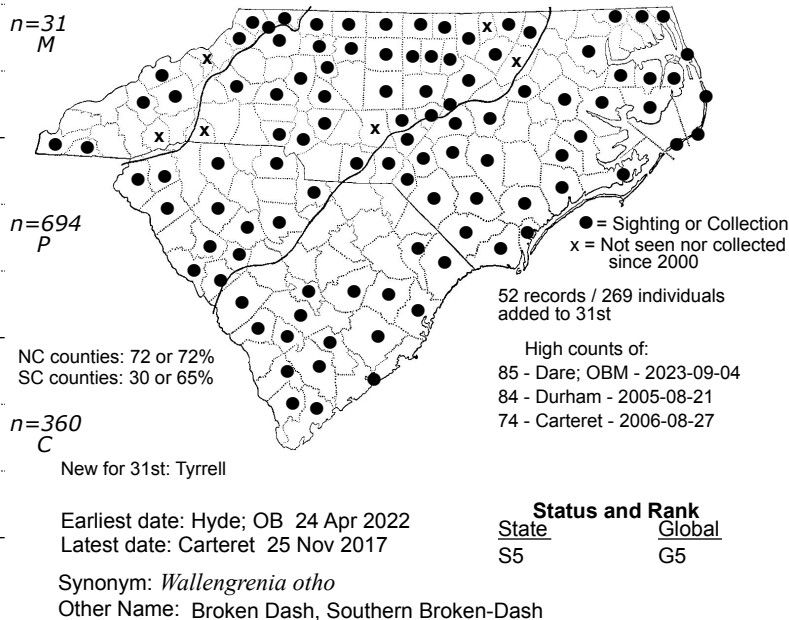 n=31
M
n=694
P
n=360
C
● = Sighting or Collection
x = Not seen nor collected
since 2000
52 records / 269 individuals
added to 31st
High counts of:
85 - Dare; OBM - 2023-09-04
84 - Durham - 2005-08-21
74 - Carteret - 2006-08-27
NC counties: 72 or 72%
SC counties: 30 or 65%
New for 31st: Tyrrell
Earliest date: Hyde; OB 24 Apr 2022
Latest date: Carteret 25 Nov 2017
Status and Rank
State Global
S5 G5
Synonym: Wallengrenia otho
Other Name: Broken Dash, Southern Broken-Dash